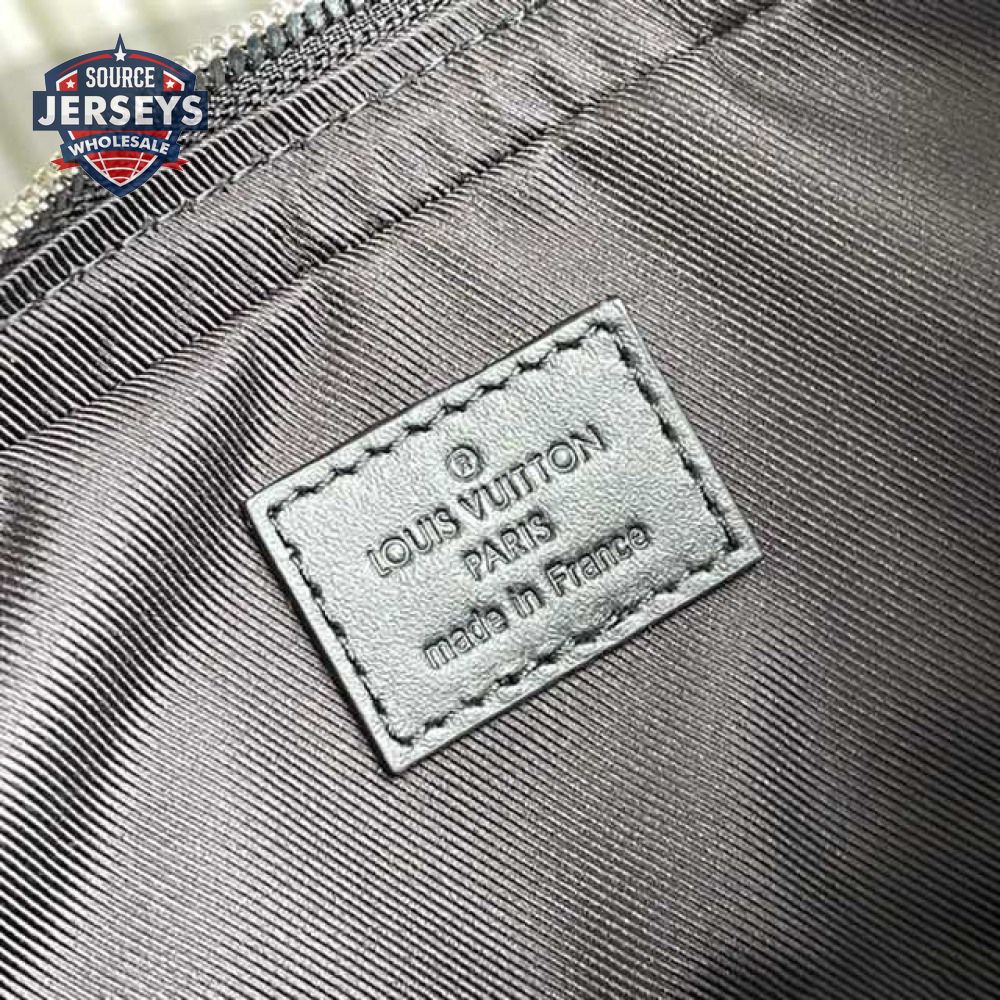 SOURCE
JERSEYS
WHOLESALE
®
LOUIS VUITTON
PARIS
made in France